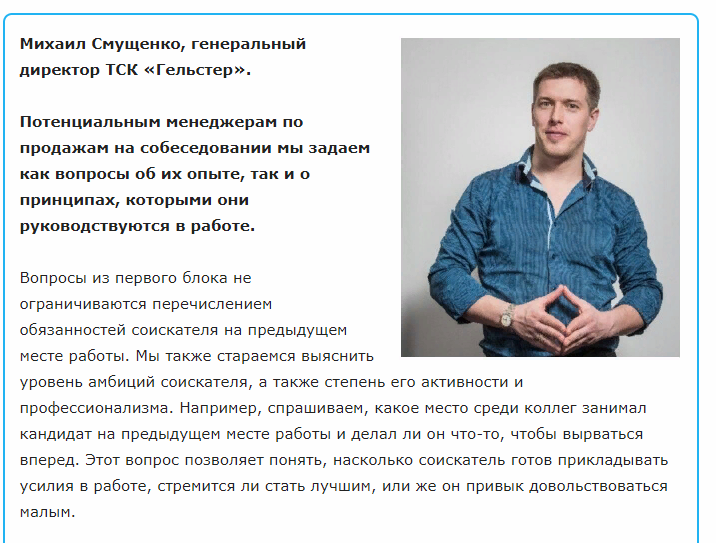 Михаил Смущенко, генеральный
директор ТСК «Гельстер».
Потенциальным менеджерам по
продажам на собеседовании мы задаем
как вопросы об их опыте, так и о
принципах, которыми они
руководствуются в работе.
Вопросы из первого блока не
ограничиваются перечислением
обязанностей соискателя на предыдущем
месте работы. Мы также стараемся выяснить
уровень амбиций соискателя, а также степень его активности и
профессионализма. Например, спрашиваем, какое место среди коллег занимал
кандидат на предыдущем месте работы и делал ли он что-то, чтобы вырваться
вперед. Этот вопрос позволяет понять, насколько соискатель готов прикладывать
усилия в работе, стремится ли стать лучшим, или же он привык довольствоваться
малым.